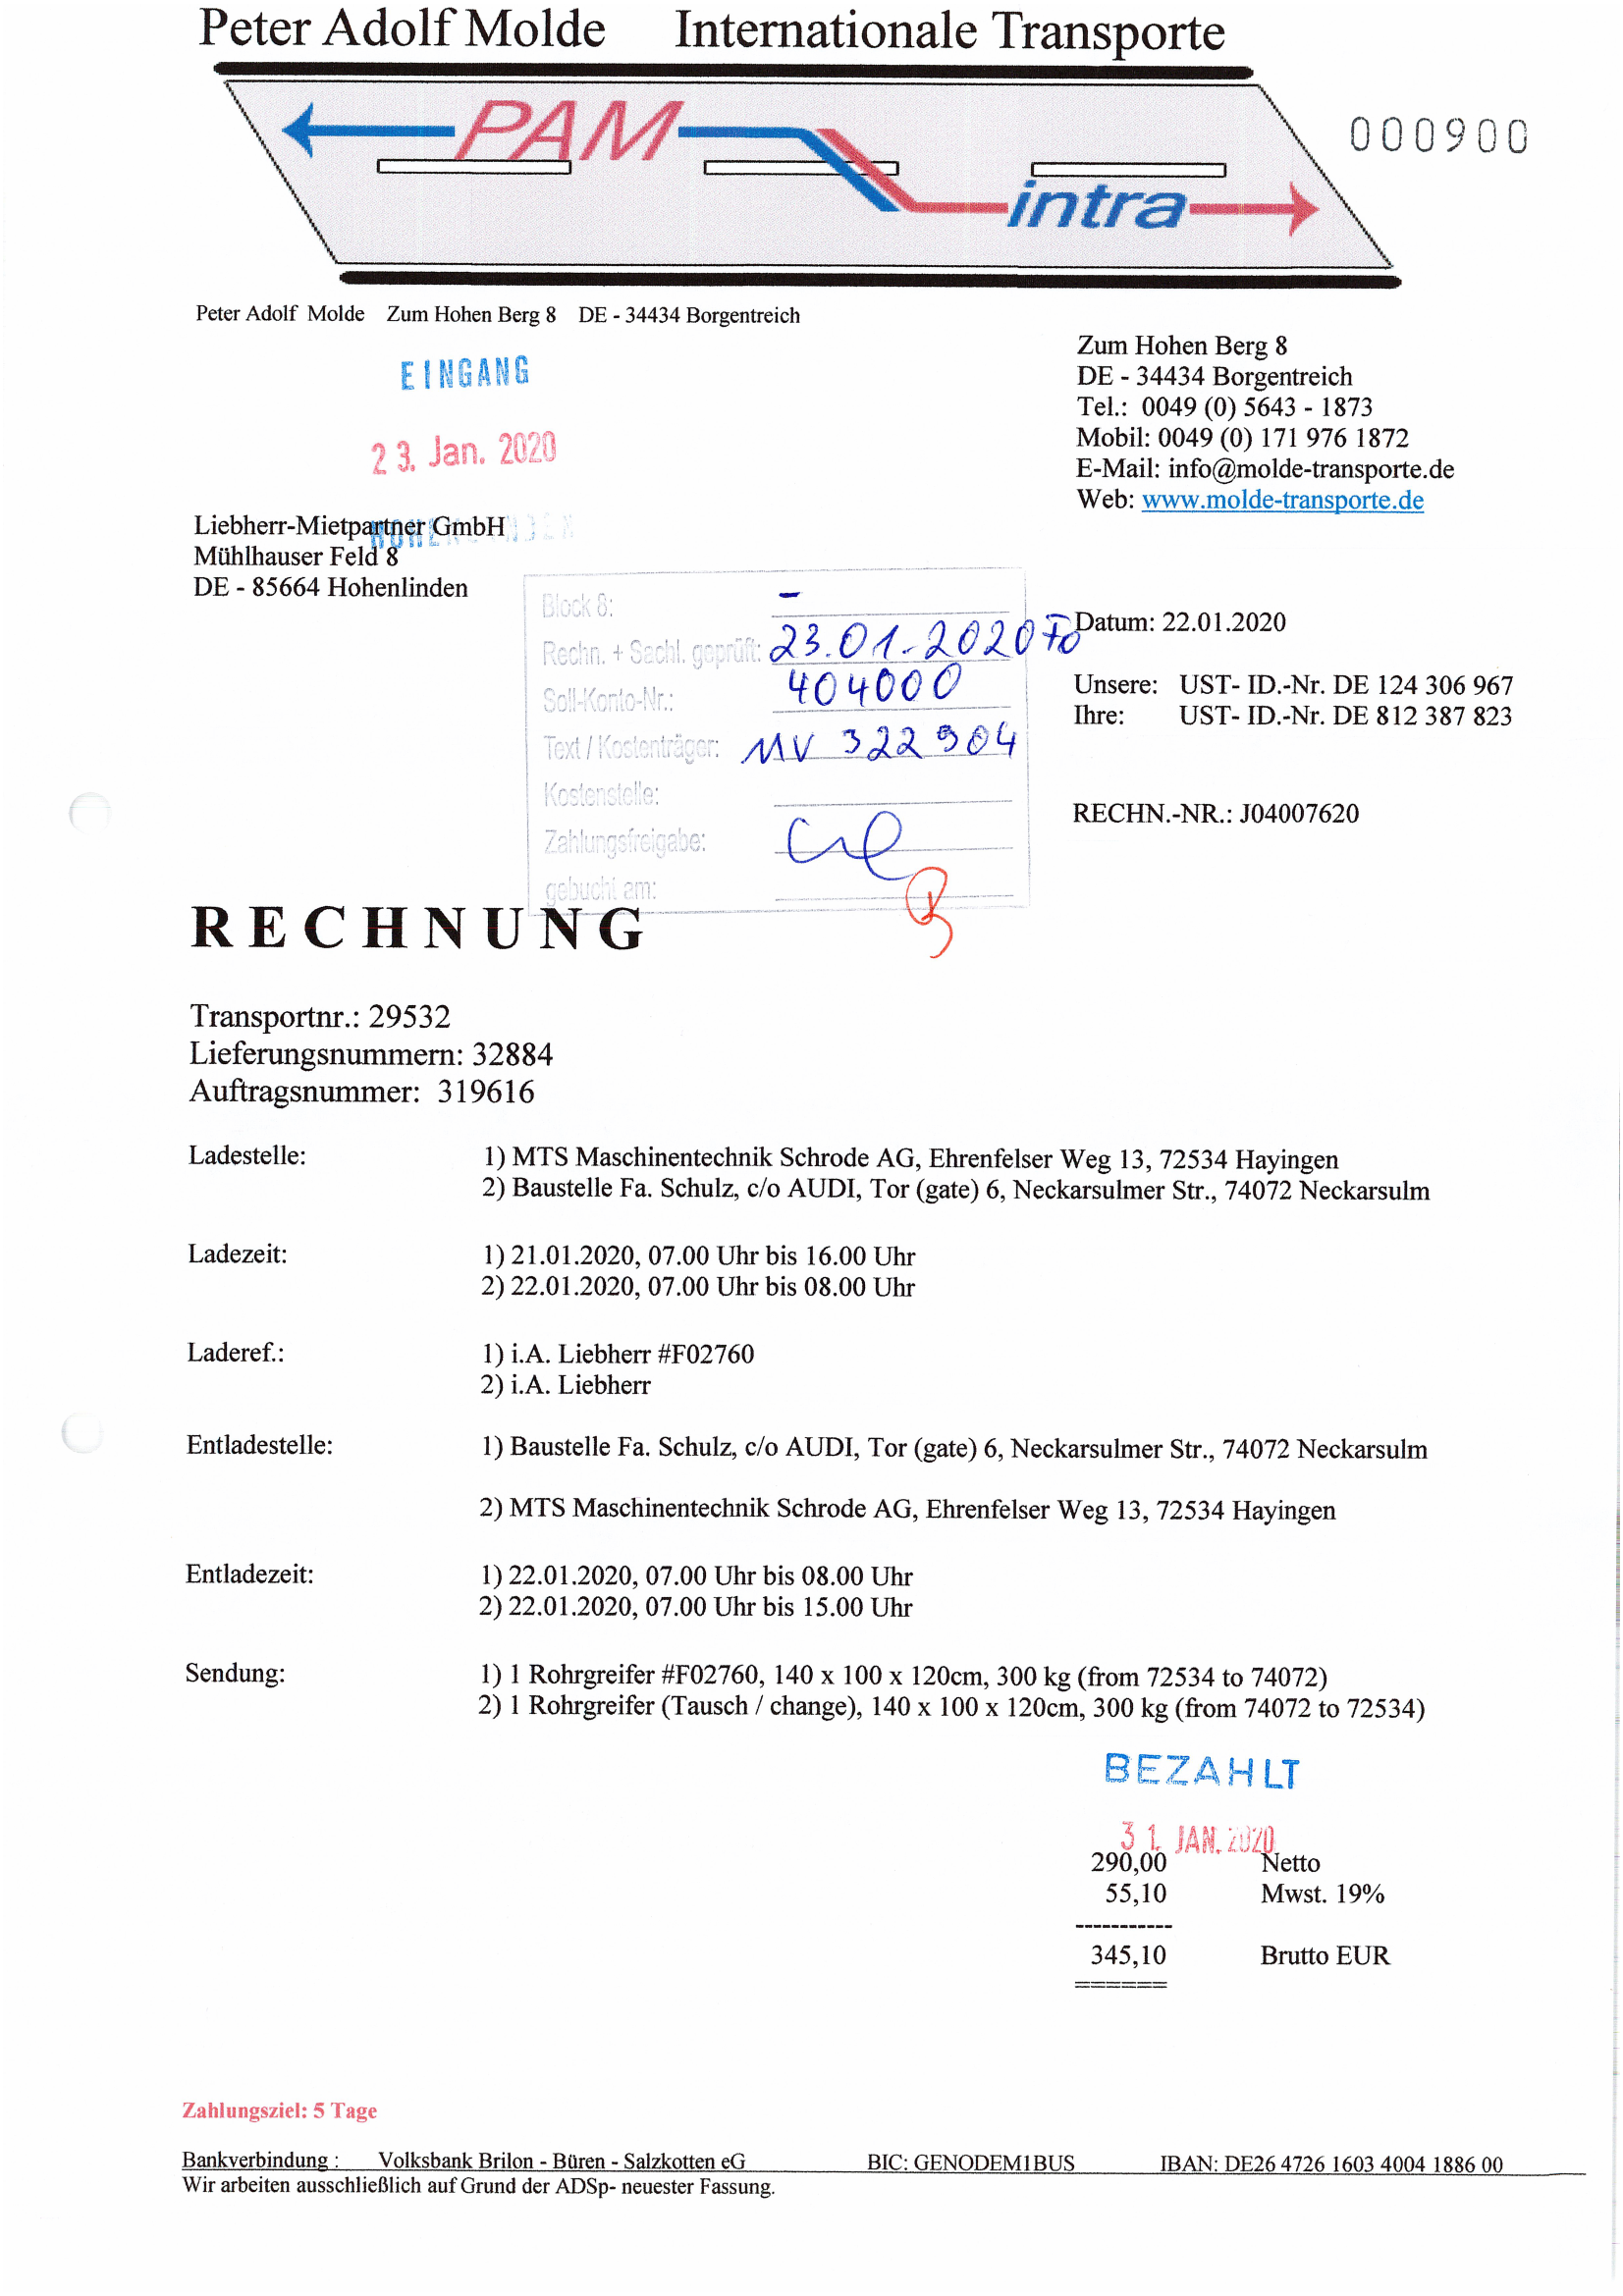 Peter Adolf Molde Internationale Transporte
PAM
intra
000900
Peter Adolf Molde Zum Hohen Berg 8 DE - 34434 Borgentreich
EINGANG
23. Jan. 2020
Zum Hohen Berg 8
DE - 34434 Borgentreich
Tel.: 0049 (0) 5643 - 1873
Mobil: 0049 (0) 171 976 1872
E-Mail: info@molde-transporte.de
Web: www.molde-transporte.de
Liebherr-Mietpartner GmbH
Mühlhauser Feld 8
DE - 85664 Hohenlinden
Block 8: -
Rechn. + Sachl. geprüft: 23.01.2020
Soll-Konto-Nr.: 404000
Text / Kostenträger: MV 322904
Kostenstelle:
Zahlungsfreigabe:
gebucht am:
Datum: 22.01.2020
Unsere: UST- ID.-Nr. DE 124 306 967
Ihre: UST- ID.-Nr. DE 812 387 823
RECHN.-NR.: J04007620
RECHNUNG
Transportnr.: 29532
Lieferungsnummern: 32884
Auftragsnummer: 319616
Ladestelle: 1) MTS Maschinentechnik Schrode AG, Ehrenfelser Weg 13, 72534 Hayingen
2) Baustelle Fa. Schulz, c/o AUDI, Tor (gate) 6, Neckarsulmer Str., 74072 Neckarsulm
Ladezeit: 1) 21.01.2020, 07.00 Uhr bis 16.00 Uhr
2) 22.01.2020, 07.00 Uhr bis 08.00 Uhr
Laderef.: 1) i.A. Liebherr #F02760
2) i.A. Liebherr
Entladestelle: 1) Baustelle Fa. Schulz, c/o AUDI, Tor (gate) 6, Neckarsulmer Str., 74072 Neckarsulm
2) MTS Maschinentechnik Schrode AG, Ehrenfelser Weg 13, 72534 Hayingen
Entladezeit: 1) 22.01.2020, 07.00 Uhr bis 08.00 Uhr
2) 22.01.2020, 07.00 Uhr bis 15.00 Uhr
Sendung: 1) 1 Rohrgreifer #F02760, 140 x 100 x 120cm, 300 kg (from 72534 to 74072)
2) 1 Rohrgreifer (Tausch / change), 140 x 100 x 120cm, 300 kg (from 74072 to 72534)
BEZAHLT
31. JAN. 2020
290,00 Netto
55,10 Mwst. 19%
-----------
345,10 Brutto EUR
======
Zahlungsziel: 5 Tage
Bankverbindung : Volksbank Brilon - Büren - Salzkotten eG BIC: GENODEM1BUS IBAN: DE26 4726 1603 4004 1886 00
Wir arbeiten ausschließlich auf Grund der ADSp- neuester Fassung.